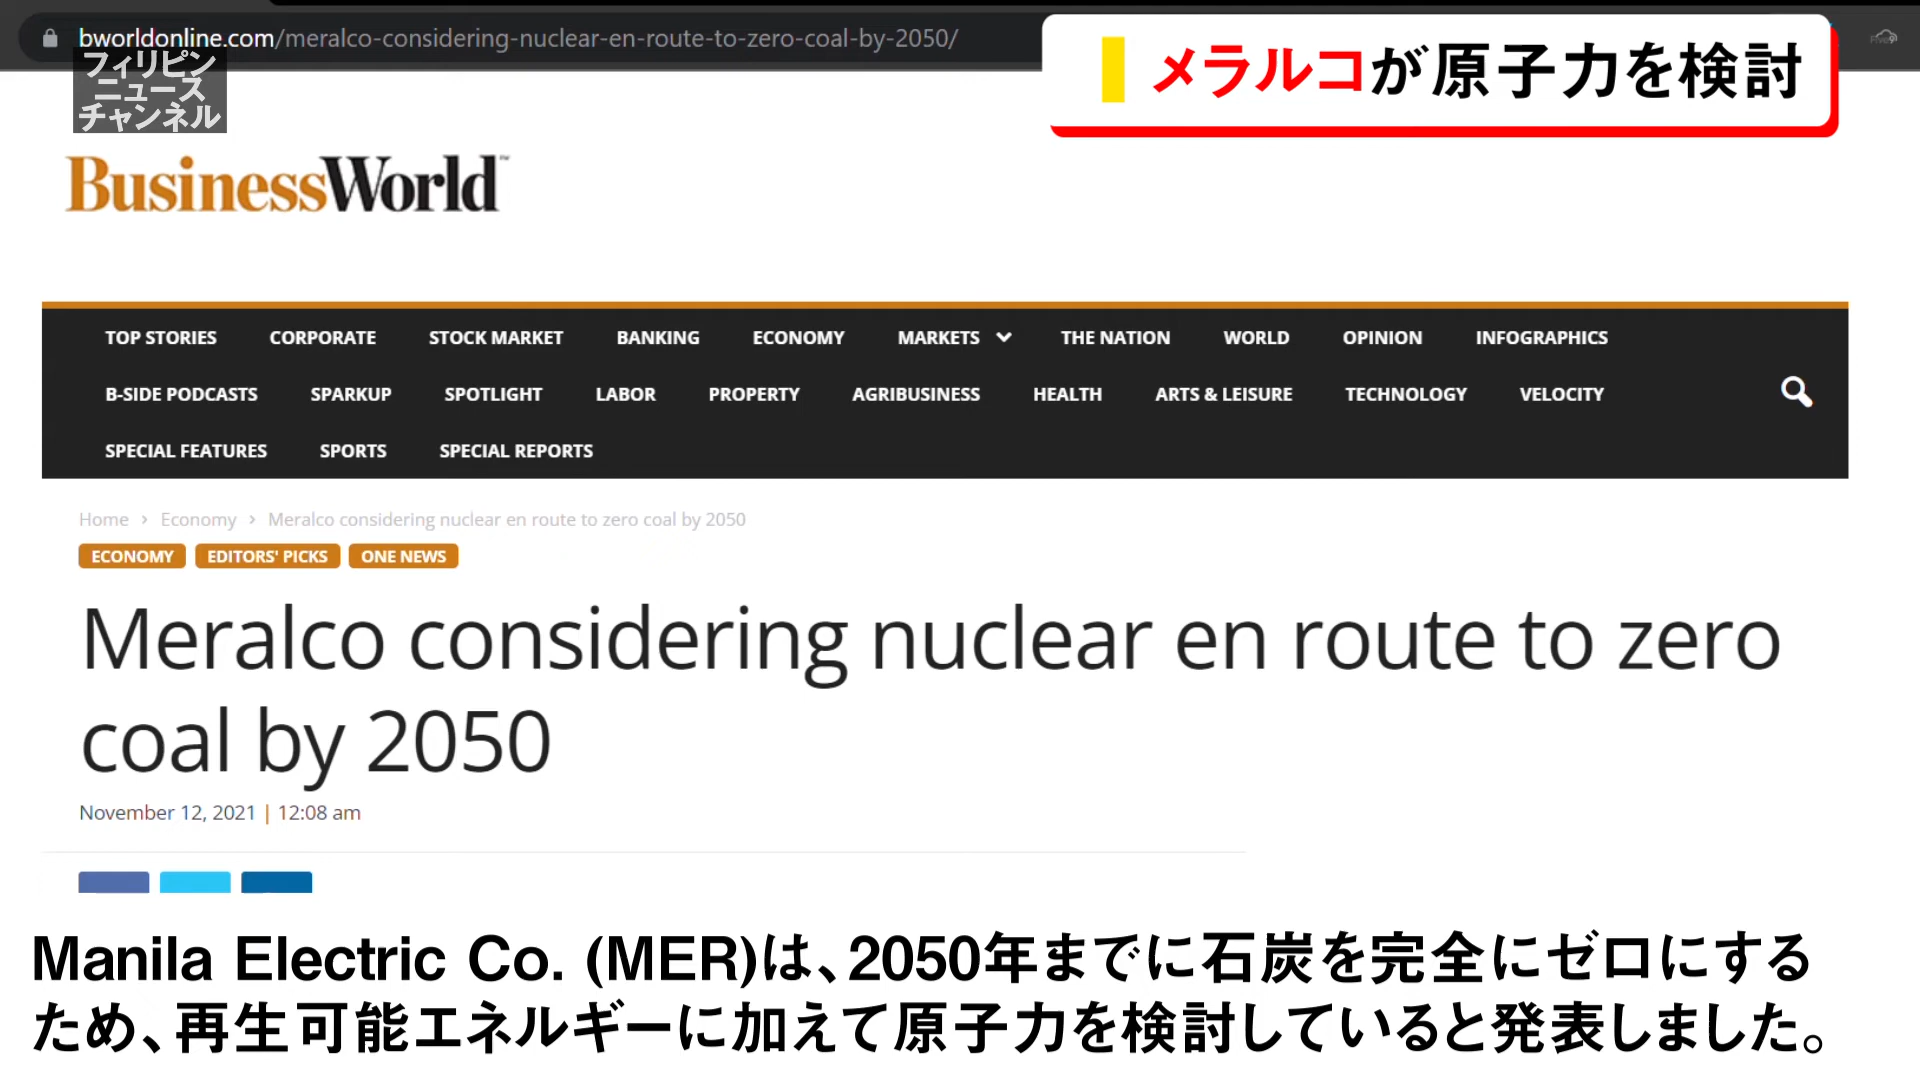 bworldonline.com/meralco-considering-nuclear-en-route-to-zero-coal-by-2050/
メラルコが原子力を検討
フィリピン
ニュース
チャンネル
BusinessWorld
TOP STORIES CORPORATE STOCK MARKET BANKING ECONOMY MARKETS THE NATION WORLD OPINION INFOGRAPHICS
B-SIDE PODCASTS SPARKUP SPOTLIGHT LABOR PROPERTY AGRIBUSINESS HEALTH ARTS & LEISURE TECHNOLOGY VELOCITY
SPECIAL FEATURES SPORTS SPECIAL REPORTS
Home › Economy › Meralco considering nuclear en route to zero coal by 2050
ECONOMY EDITORS' PICKS ONE NEWS
Meralco considering nuclear en route to zero
coal by 2050
November 12, 2021 | 12:08 am
Manila Electric Co. (MER)は、2050年までに石炭を完全にゼロにする
ため、再生可能エネルギーに加えて原子力を検討していると発表しました。